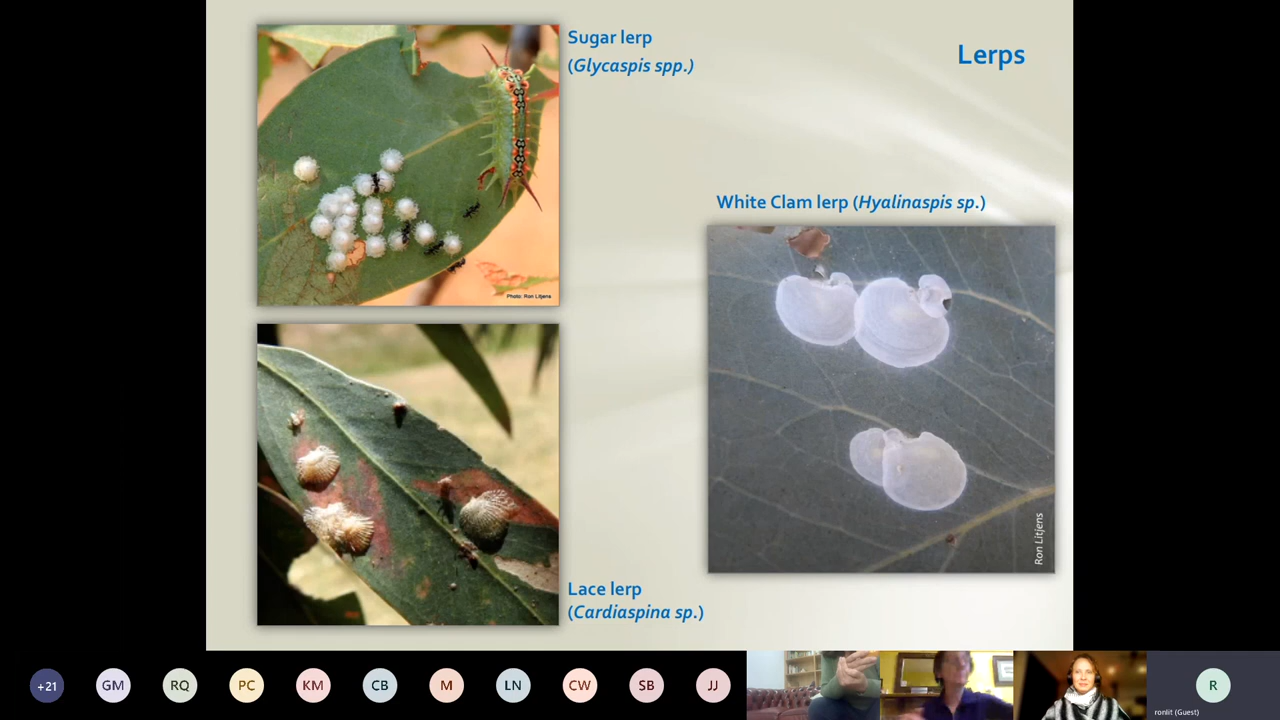 Sugar lerp
(Glycaspis spp.)
Lerps
White Clam lerp (Hyalinaspis sp.)
Photo: Ron Litjens
Ron Litjens
Lace lerp
(Cardiaspina sp.)
+21
GM
RQ
PC
KM
CB
M
LN
CW
SB
JJ
R
ronlit (Guest)